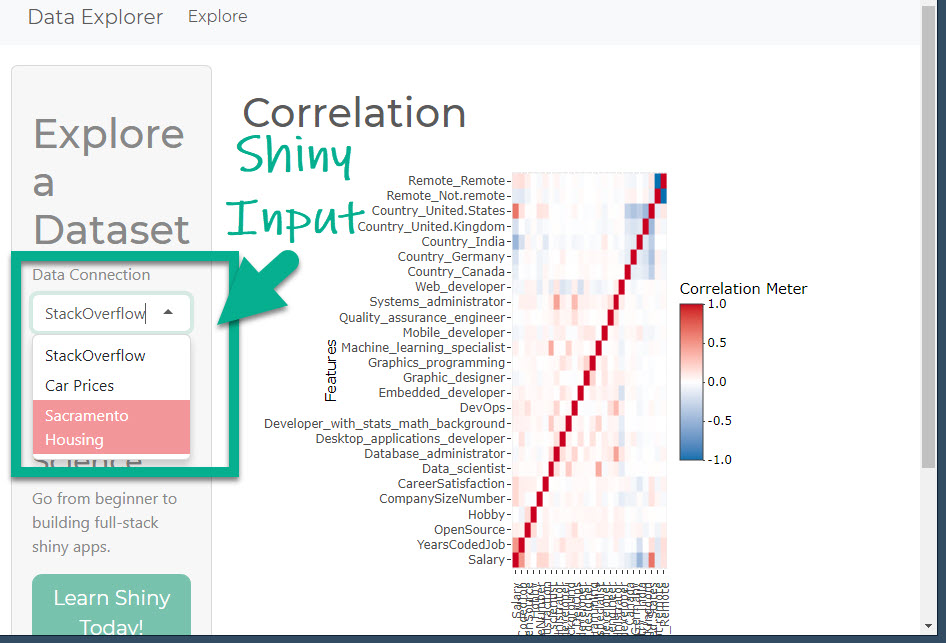 Data Explorer
Explore
Explore
a
Dataset
Data Connection
StackOverflow
StackOverflow
Car Prices
Sacramento
Housing
Science
Go from beginner to
building full-stack
shiny apps.
Learn Shiny
Today!
Correlation
Shiny
Input
Features
Remote_Remote
Remote_Not.remote
Country_United.States
Country_United.Kingdom
Country_India
Country_Germany
Country_Canada
Web_developer
Systems_administrator
Quality_assurance_engineer
Mobile_developer
Machine_learning_specialist
Graphics_programming
Graphic_designer
Embedded_developer
DevOps
Developer_with_stats_math_background
Desktop_applications_developer
Database_administrator
Data_scientist
CareerSatisfaction
CompanySizeNumber
Hobby
OpenSource
YearsCodedJob
Salary
Salary
Correlation Meter
1.0
0.5
0.0
-0.5
-1.0